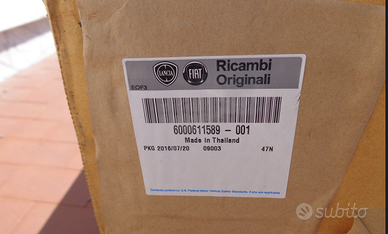 LANCIA
FIAT
Ricambi
Originali
6000611589 - 001
Made in Thailand
PKG 2016/07/20 09003 47N
subito